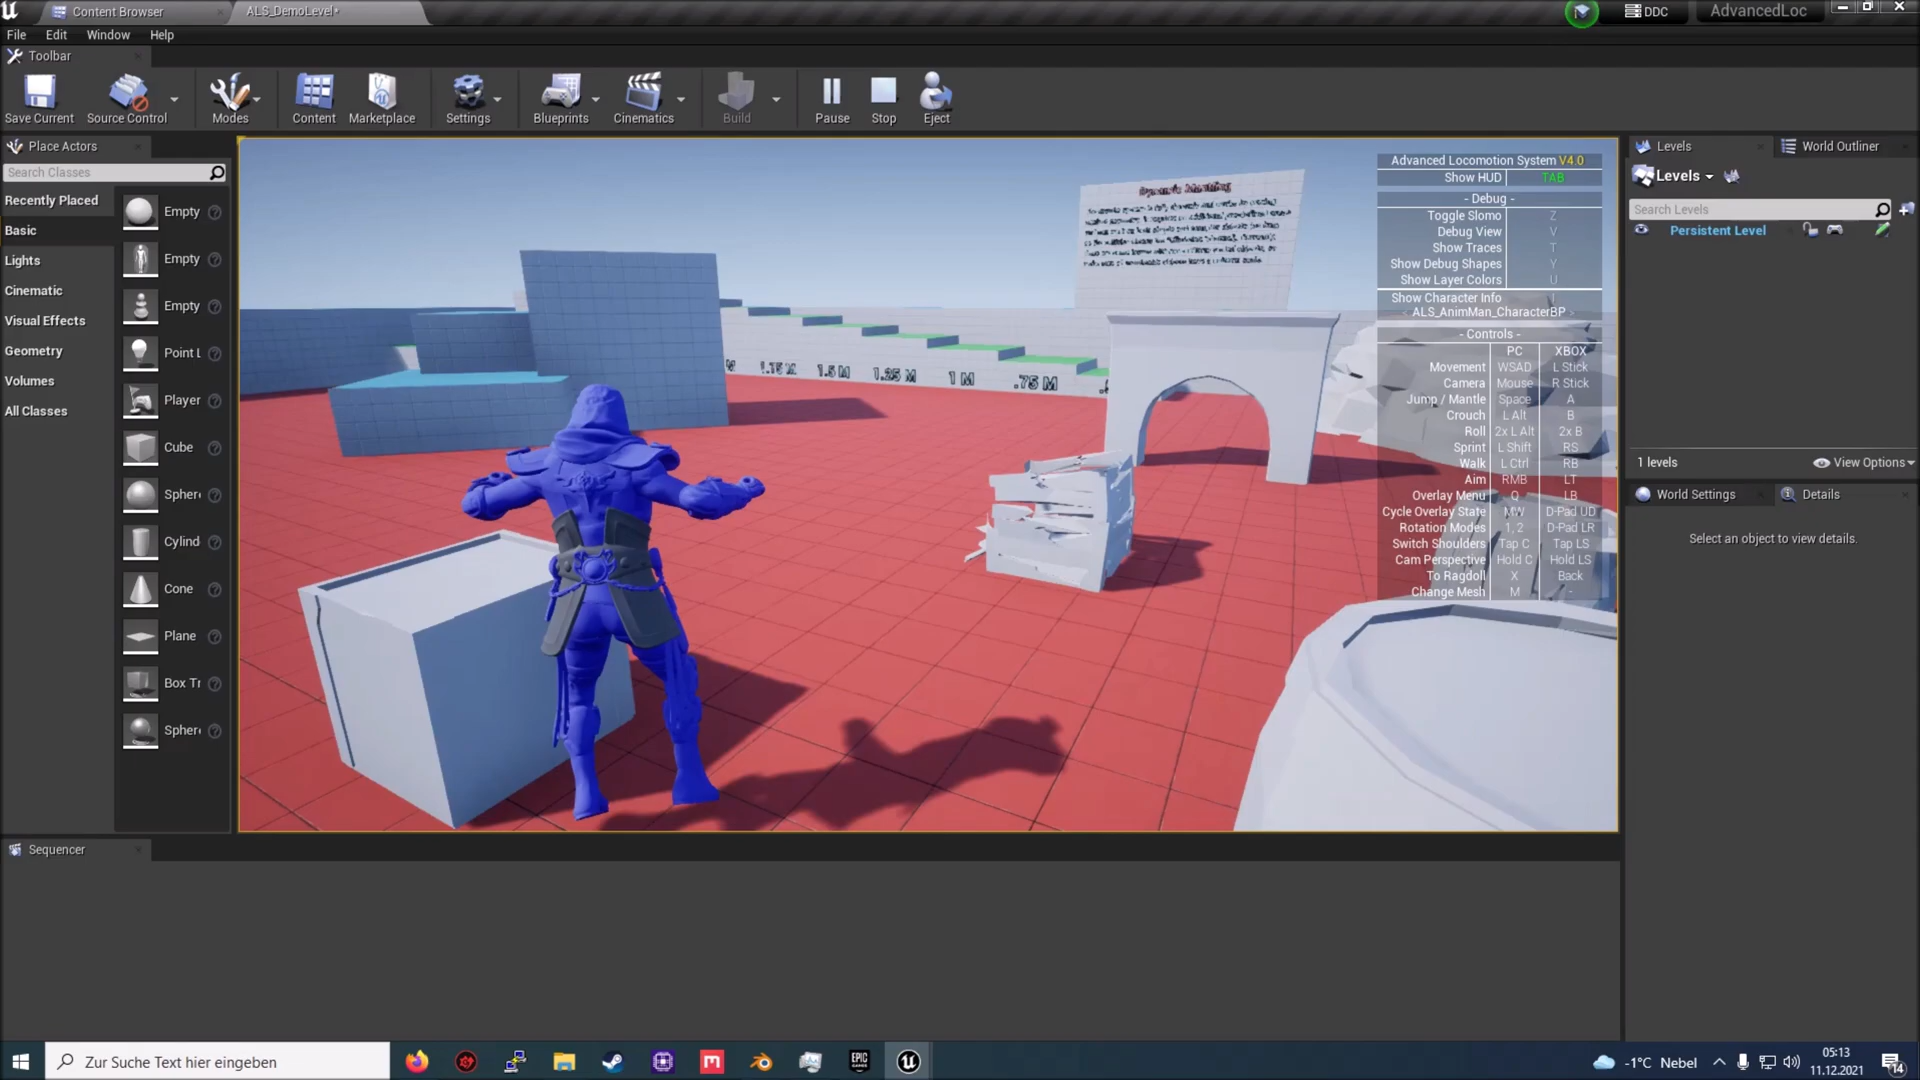 Content Browser
ALS_DemoLevel*
DDC
AdvancedLoc
File Edit Window Help
Toolbar
Save Current
Source Control
Modes
Content
Marketplace
Settings
Blueprints
Cinematics
Build
Pause
Stop
Eject
Place Actors
Search Classes
Recently Placed
Basic
Lights
Cinematic
Visual Effects
Geometry
Volumes
All Classes
Empty
Empty
Empty
Point L
Player
Cube
Sphere
Cylind
Cone
Plane
Box Tr
Sphere
Dynamic Mantling
1.75 M
1.5 M
1.25 M
1 M
.75 M
Advanced Locomotion System V4.0
Show HUD TAB
- Debug -
Toggle Slomo Z
Debug View V
Show Traces T
Show Debug Shapes Y
Show Layer Colors U
Show Character Info I
< ALS_AnimMan_CharacterBP >
- Controls -
PC XBOX
Movement WSAD L Stick
Camera Mouse R Stick
Jump / Mantle Space A
Crouch L Alt B
Roll 2x L Alt 2x B
Sprint L Shift RS
Walk L Ctrl RB
Aim RMB LT
Overlay Menu Q LB
Cycle Overlay State MW D-Pad UD
Rotation Modes 1, 2 D-Pad LR
Switch Shoulders Tap C Tap LS
Cam Perspective Hold C Hold LS
To Ragdoll X Back
Change Mesh M -
Levels
World Outliner
Levels
Search Levels
Persistent Level
1 levels
View Options
World Settings
Details
Select an object to view details.
Sequencer
Zur Suche Text hier eingeben
EPIC GAMES
-1°C Nebel
05:13
11.12.2021
14